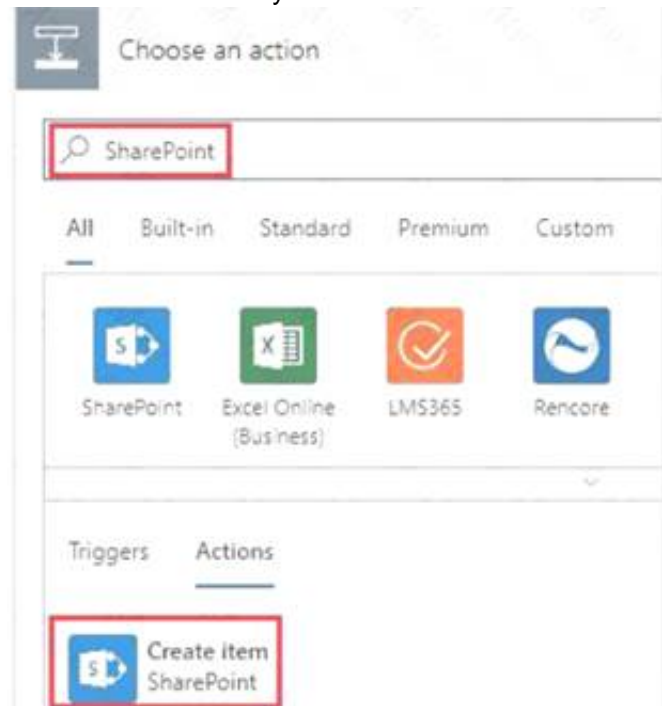 Choose an action
SharePoint
All Built-in Standard Premium Custom
SharePoint Excel Online (Business) LMS365 Rencore
Triggers Actions
Create item
SharePoint